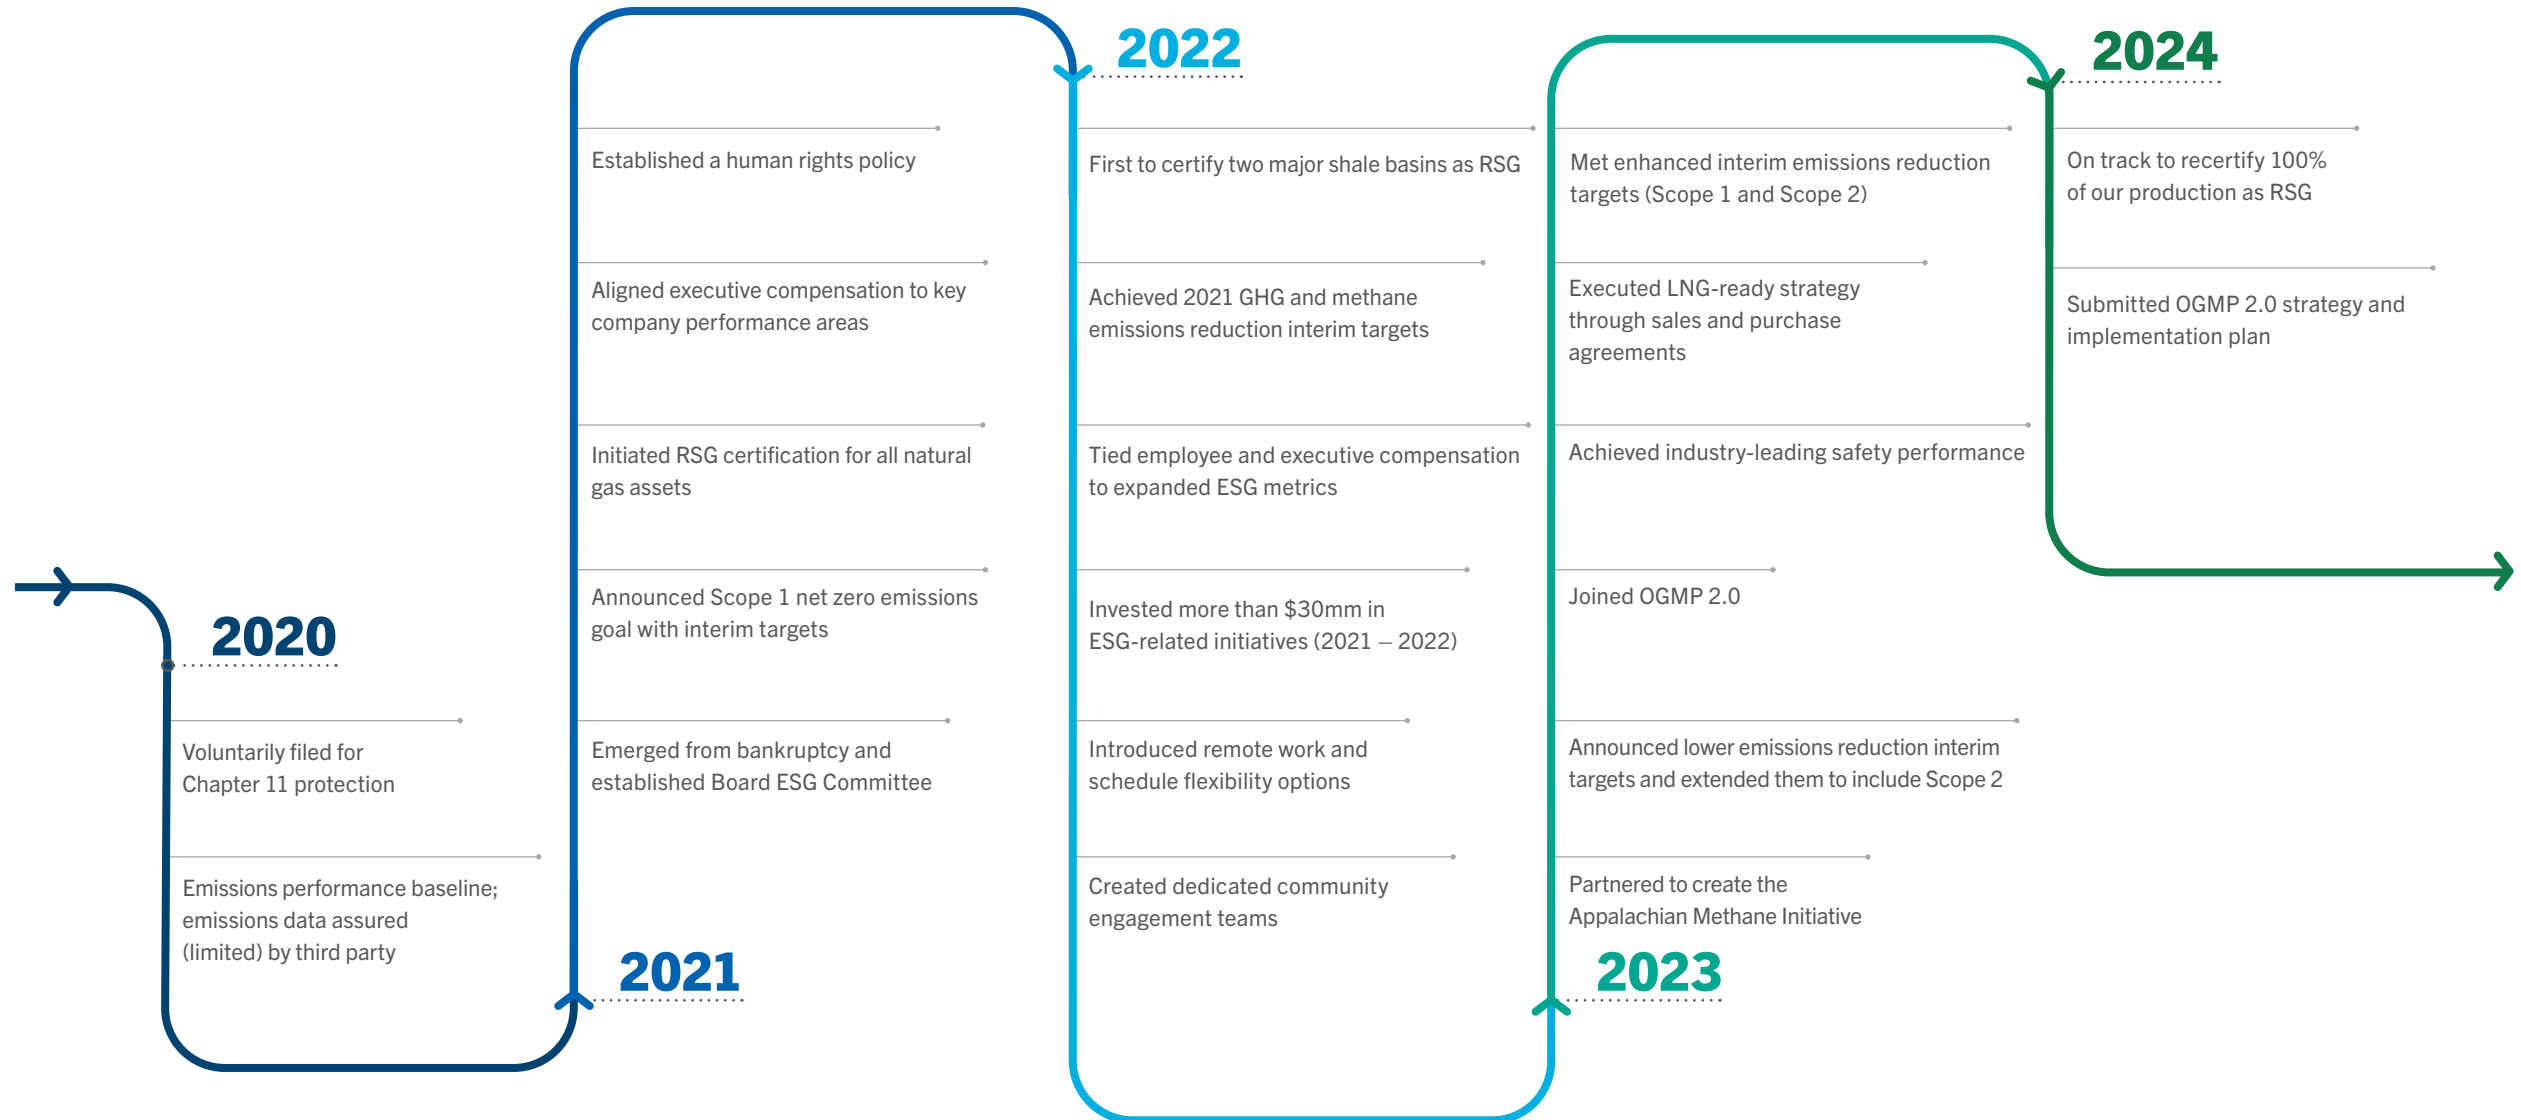 2020
Voluntarily filed for
Chapter 11 protection
Emissions performance baseline;
emissions data assured
(limited) by third party
2021
Established a human rights policy
Aligned executive compensation to key
company performance areas
Initiated RSG certification for all natural
gas assets
Announced Scope 1 net zero emissions
goal with interim targets
Emerged from bankruptcy and
established Board ESG Committee
2022
First to certify two major shale basins as RSG
Achieved 2021 GHG and methane
emissions reduction interim targets
Tied employee and executive compensation
to expanded ESG metrics
Invested more than $30mm in
ESG-related initiatives (2021 – 2022)
Introduced remote work and
schedule flexibility options
Created dedicated community
engagement teams
2023
Met enhanced interim emissions reduction
targets (Scope 1 and Scope 2)
Executed LNG-ready strategy
through sales and purchase
agreements
Achieved industry-leading safety performance
Joined OGMP 2.0
Announced lower emissions reduction interim
targets and extended them to include Scope 2
Partnered to create the
Appalachian Methane Initiative
2024
On track to recertify 100%
of our production as RSG
Submitted OGMP 2.0 strategy and
implementation plan